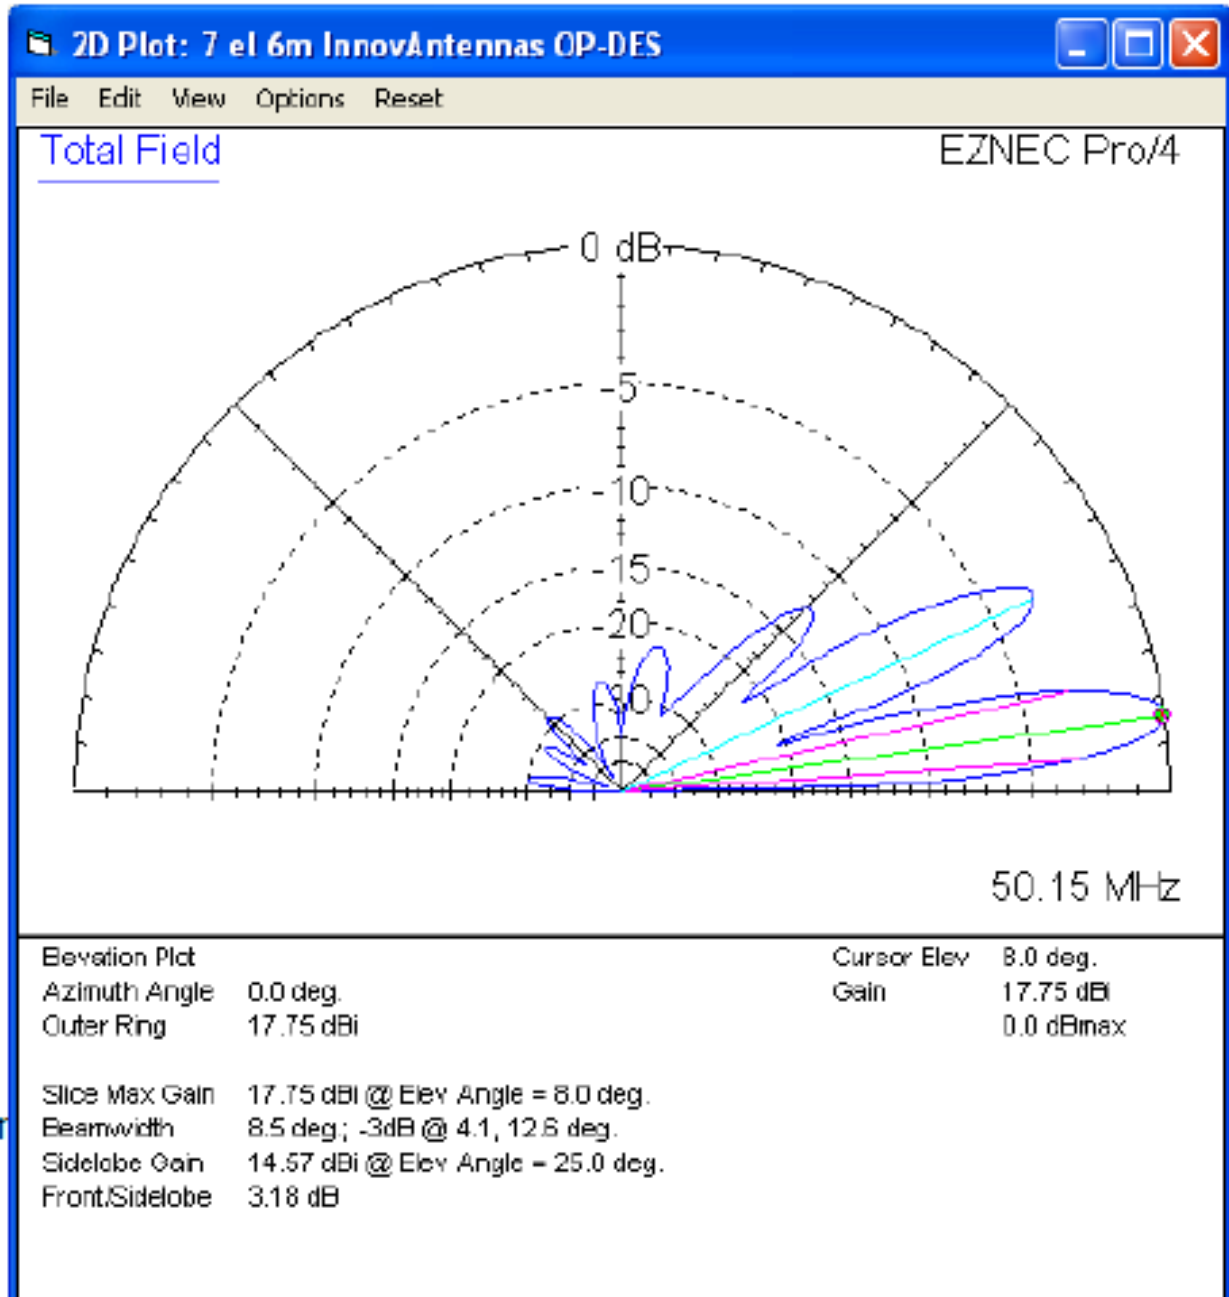 2D Plot: 7 el 6m InnovAntennas OP-DES
File Edit View Options Reset
Total Field
EZNEC Pro/4
0 dB
-5
-10
-15
-20
50.15 MHz
Elevation Plot
Cursor Elev 8.0 deg.
Azimuth Angle 0.0 deg.
Gain 17.75 dBi
Outer Ring 17.75 dBi
0.0 dBmax
Slice Max Gain 17.75 dBi @ Elev Angle = 8.0 deg.
Beamwidth 8.5 deg.; -3dB @ 4.1, 12.6 deg.
Sidelobe Gain 14.57 dBi @ Elev Angle = 25.0 deg.
Front/Sidelobe 3.18 dB